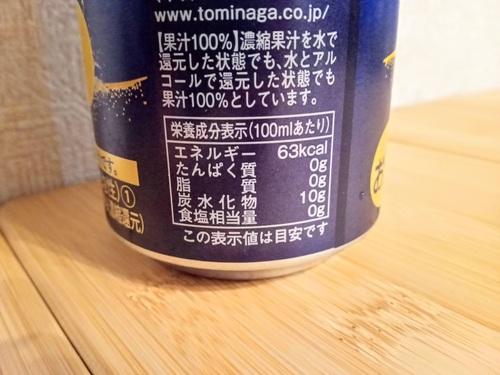 www.tominaga.co.jp/
【果汁100%】濃縮果汁を水で
還元した状態でも、水とアル
コールで還元した状態でも
果汁100%としています。
栄養成分表示(100mlあたり)
エネルギー 63kcal
たんぱく質 0g
脂質 0g
炭水化物 10g
食塩相当量 0g
この表示値は目安です
です。
①
還元)